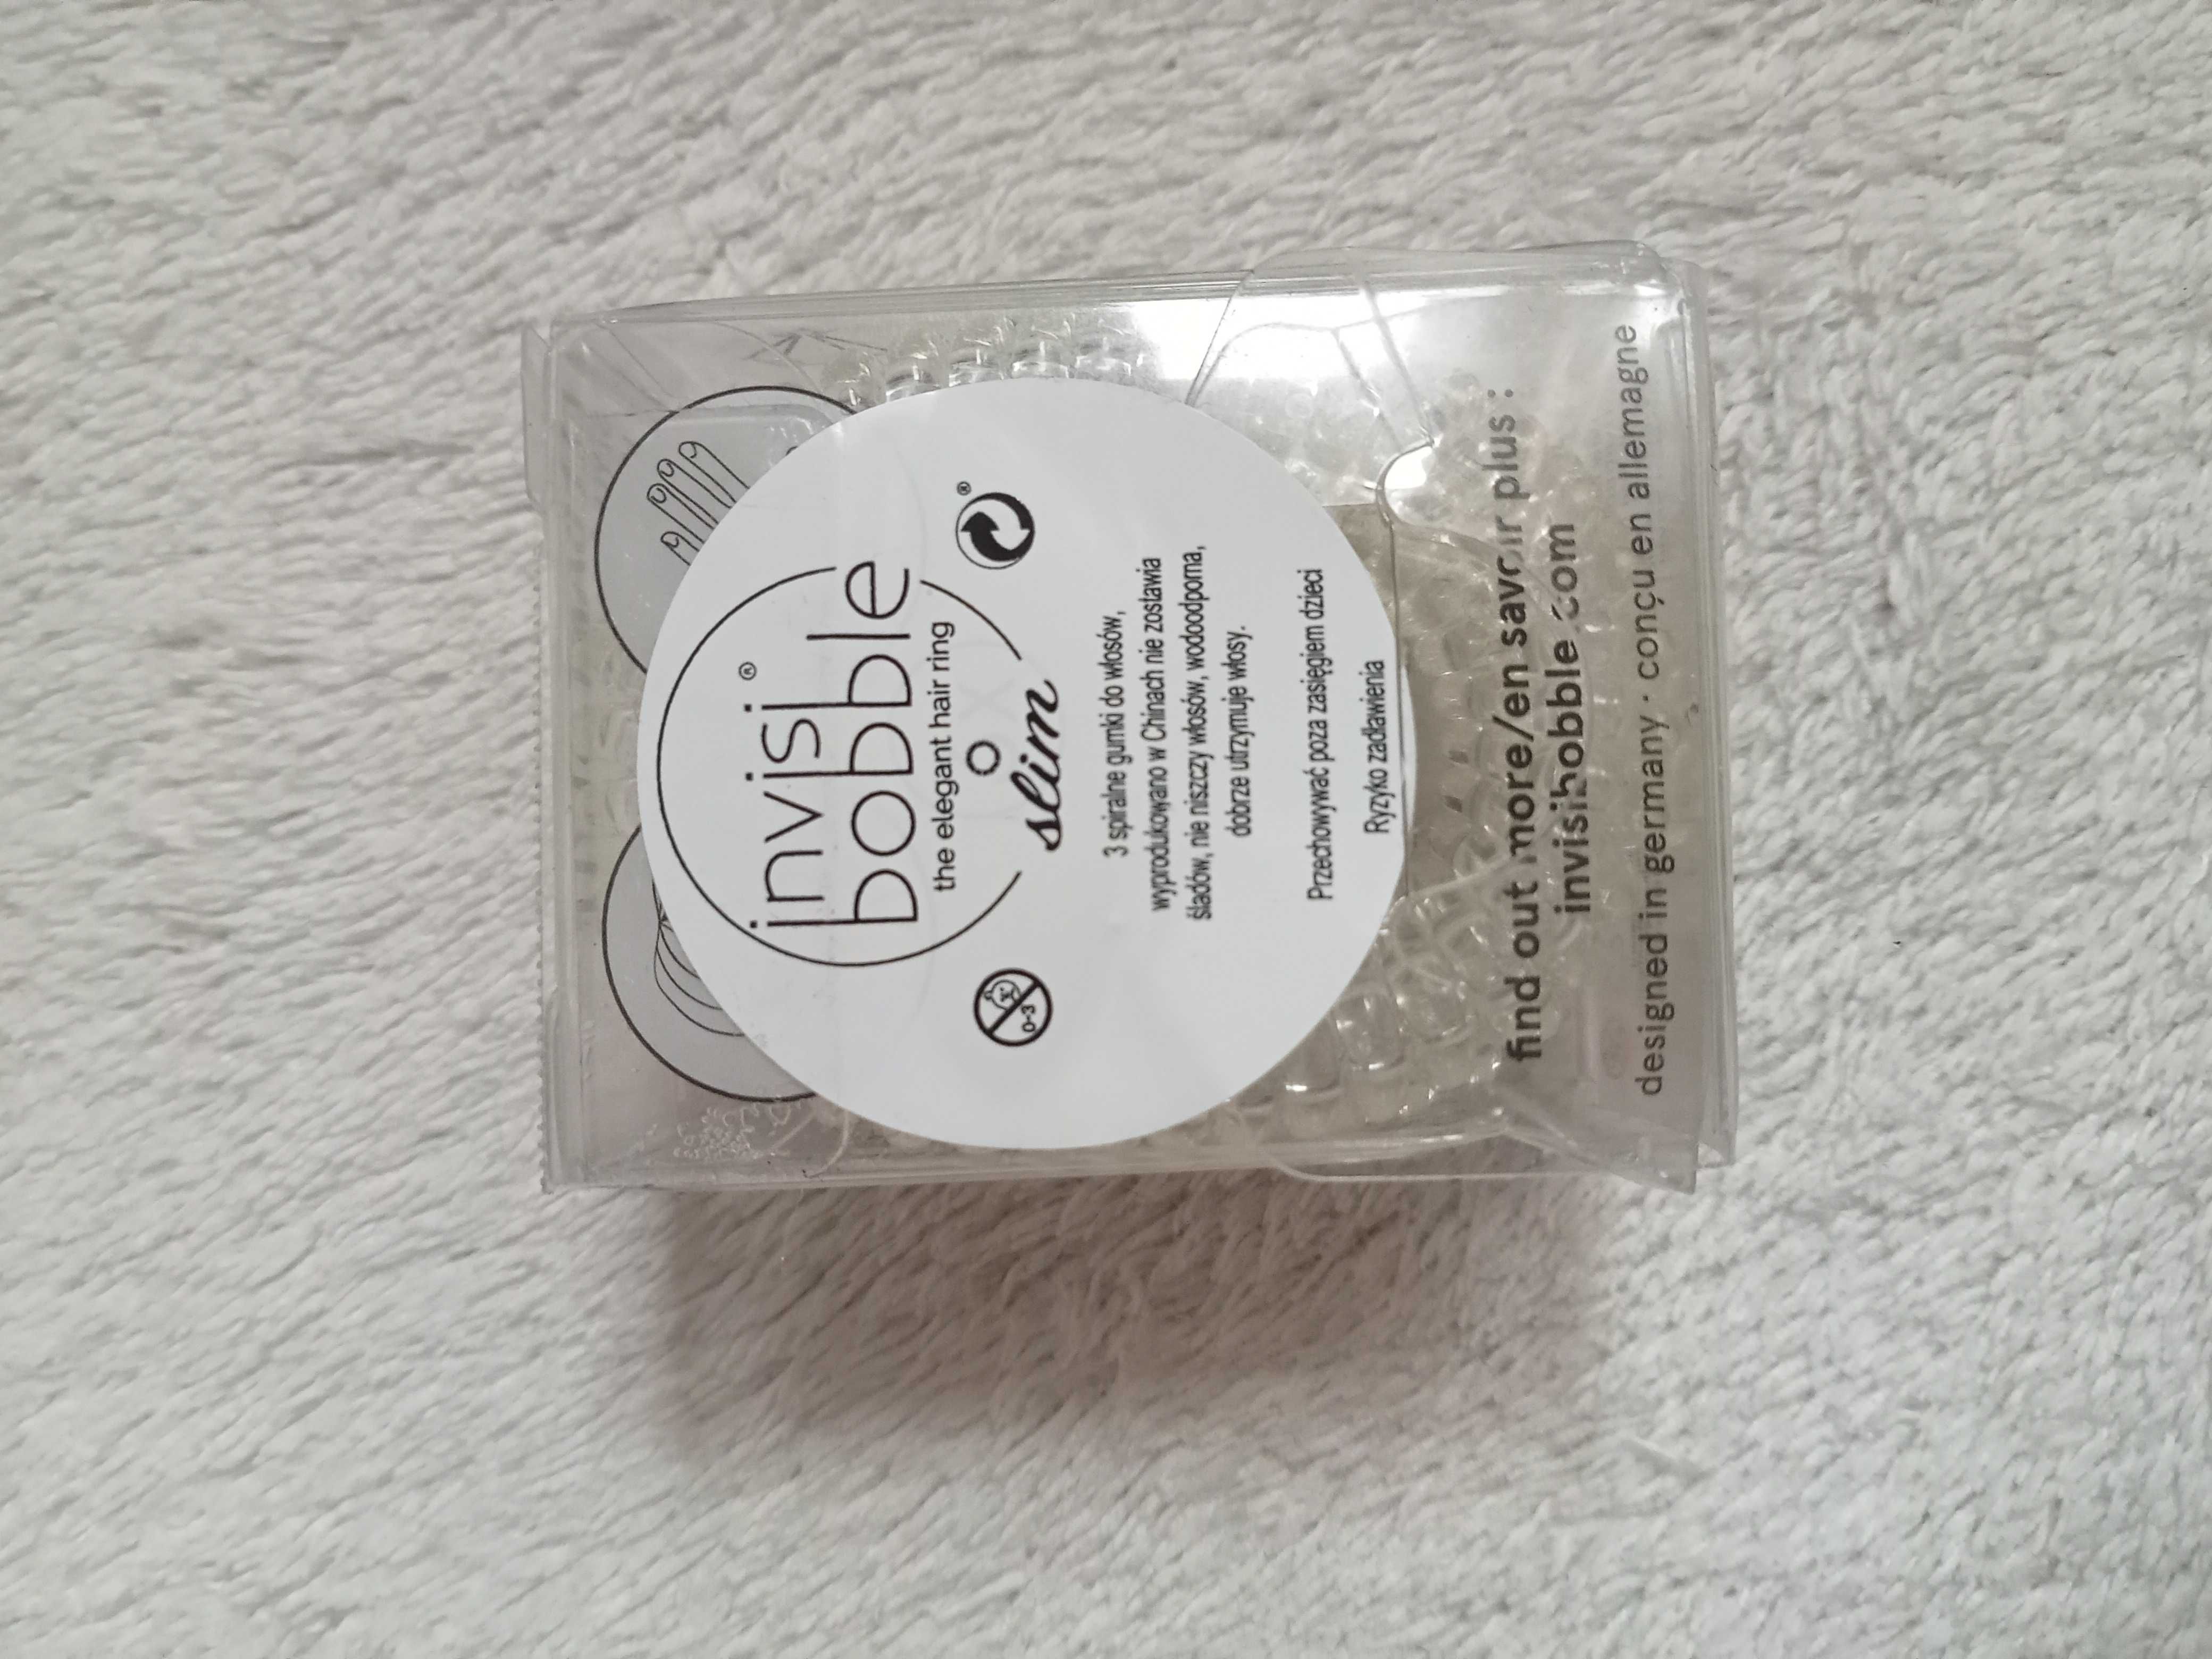 invisi®
bobble
the elegant hair ring
slim
®
0-3
3 spiralne gumki do włosów,
wyprodukowano w Chinach nie zostawia
śladów, nie niszczy włosów, wodoodporna,
dobrze utrzymuje włosy.
Przechowywać poza zasięgiem dzieci
Ryzyko zadławienia
find out more/en savoir plus :
invisibobble.com
designed in germany · conçu en allemagne